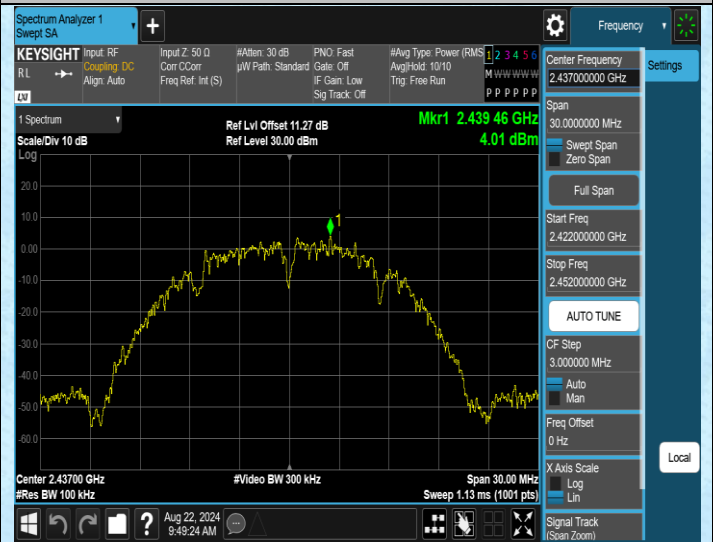 Spectrum Analyzer 1
Swept SA
+
Frequency
KEYSIGHT
RL
LXI
Input: RF
Coupling: DC
Align: Auto
Input Z: 50 Ω
Corr CCorr
Freq Ref: Int (S)
#Atten: 30 dB
µW Path: Standard
PNO: Fast
Gate: Off
IF Gain: Low
Sig Track: Off
#Avg Type: Power (RMS
Avg|Hold: 10/10
Trig: Free Run
1 2 3 4 5 6
M W W W W W
P P P P P P
1 Spectrum
Scale/Div 10 dB
Ref Lvl Offset 11.27 dB
Ref Level 30.00 dBm
Mkr1 2.439 46 GHz
4.01 dBm
Log
20.0
10.0
0.00
-10.0
-20.0
-30.0
-40.0
-50.0
-60.0
1
Center 2.43700 GHz
#Res BW 100 kHz
#Video BW 300 kHz
Span 30.00 MHz
Sweep 1.13 ms (1001 pts)
Center Frequency
2.437000000 GHz
Settings
Span
30.0000000 MHz
Swept Span
Zero Span
Full Span
Start Freq
2.422000000 GHz
Stop Freq
2.452000000 GHz
AUTO TUNE
CF Step
3.000000 MHz
Auto
Man
Freq Offset
0 Hz
X Axis Scale
Log
Lin
Signal Track
(Span Zoom)
Local
?
Aug 22, 2024
9:49:24 AM